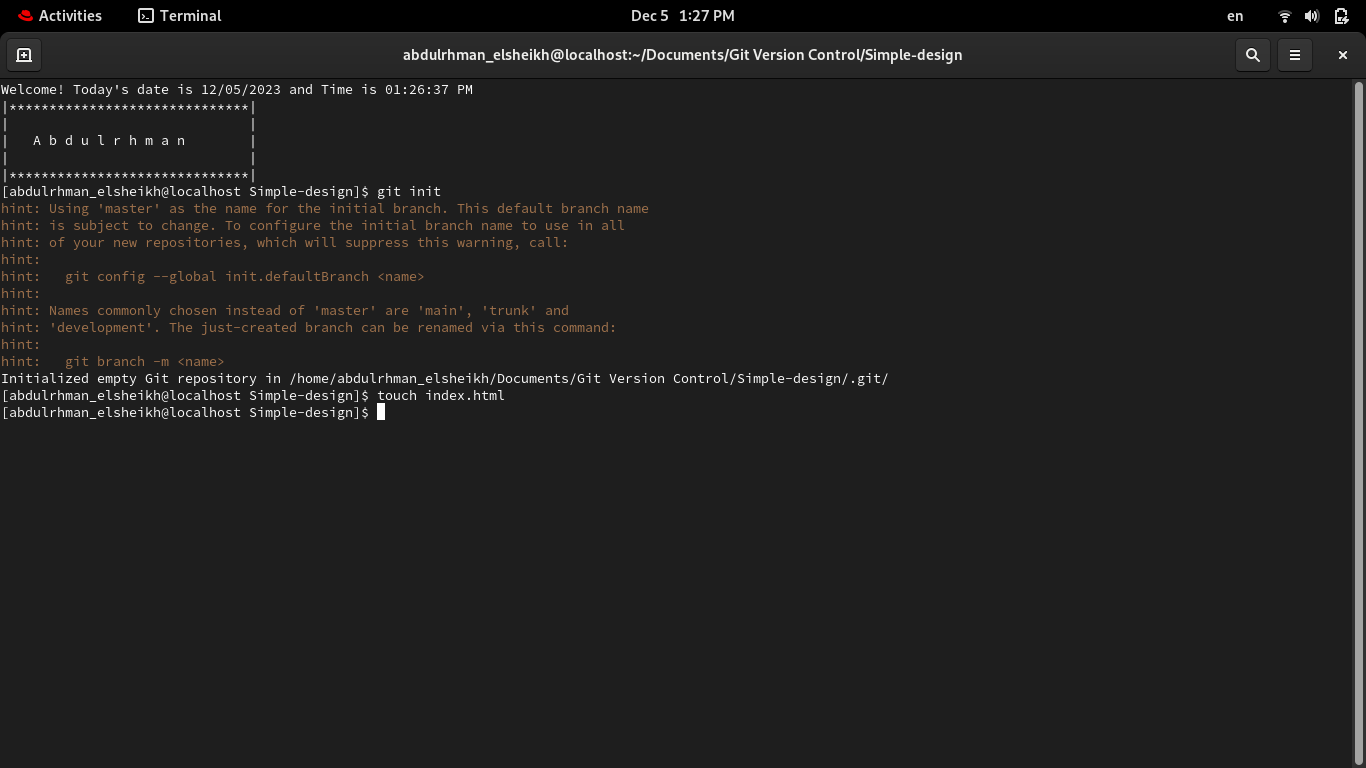 Activities Terminal Dec 5 1:27 PM en
abdulrhman_elsheikh@localhost:~/Documents/Git Version Control/Simple-design
Welcome! Today's date is 12/05/2023 and Time is 01:26:37 PM
|******************************|
|                              |
|   A b d u l r h m a n        |
|                              |
|******************************|
[abdulrhman_elsheikh@localhost Simple-design]$ git init
hint: Using 'master' as the name for the initial branch. This default branch name
hint: is subject to change. To configure the initial branch name to use in all
hint: of your new repositories, which will suppress this warning, call:
hint:
hint:   git config --global init.defaultBranch <name>
hint:
hint: Names commonly chosen instead of 'master' are 'main', 'trunk' and
hint: 'development'. The just-created branch can be renamed via this command:
hint:
hint:   git branch -m <name>
Initialized empty Git repository in /home/abdulrhman_elsheikh/Documents/Git Version Control/Simple-design/.git/
[abdulrhman_elsheikh@localhost Simple-design]$ touch index.html
[abdulrhman_elsheikh@localhost Simple-design]$